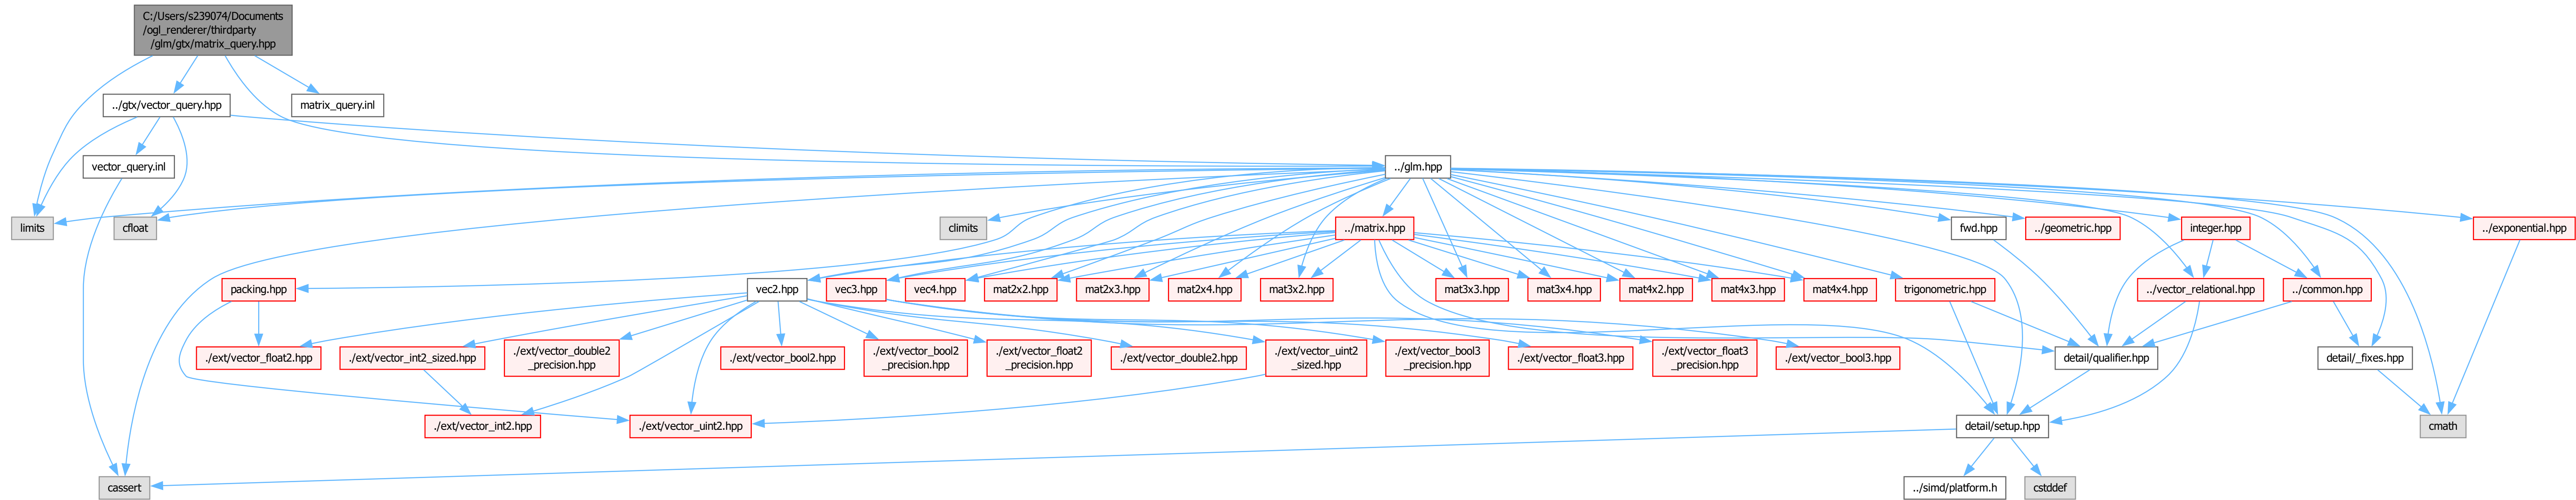 C:/Users/s239074/Documents
/ogl_renderer/thirdparty
/glm/gtx/matrix_query.hpp
../gtx/vector_query.hpp
matrix_query.inl
vector_query.inl
../glm.hpp
limits
cfloat
climits
../matrix.hpp
fwd.hpp
../geometric.hpp
integer.hpp
../exponential.hpp
packing.hpp
vec2.hpp
vec3.hpp
vec4.hpp
mat2x2.hpp
mat2x3.hpp
mat2x4.hpp
mat3x2.hpp
mat3x3.hpp
mat3x4.hpp
mat4x2.hpp
mat4x3.hpp
mat4x4.hpp
trigonometric.hpp
../vector_relational.hpp
../common.hpp
./ext/vector_float2.hpp
./ext/vector_int2_sized.hpp
./ext/vector_double2
_precision.hpp
./ext/vector_bool2.hpp
./ext/vector_bool2
_precision.hpp
./ext/vector_float2
_precision.hpp
./ext/vector_double2.hpp
./ext/vector_uint2
_sized.hpp
./ext/vector_bool3
_precision.hpp
./ext/vector_float3.hpp
./ext/vector_float3
_precision.hpp
./ext/vector_bool3.hpp
detail/qualifier.hpp
detail/_fixes.hpp
./ext/vector_int2.hpp
./ext/vector_uint2.hpp
detail/setup.hpp
cmath
cassert
../simd/platform.h
cstddef